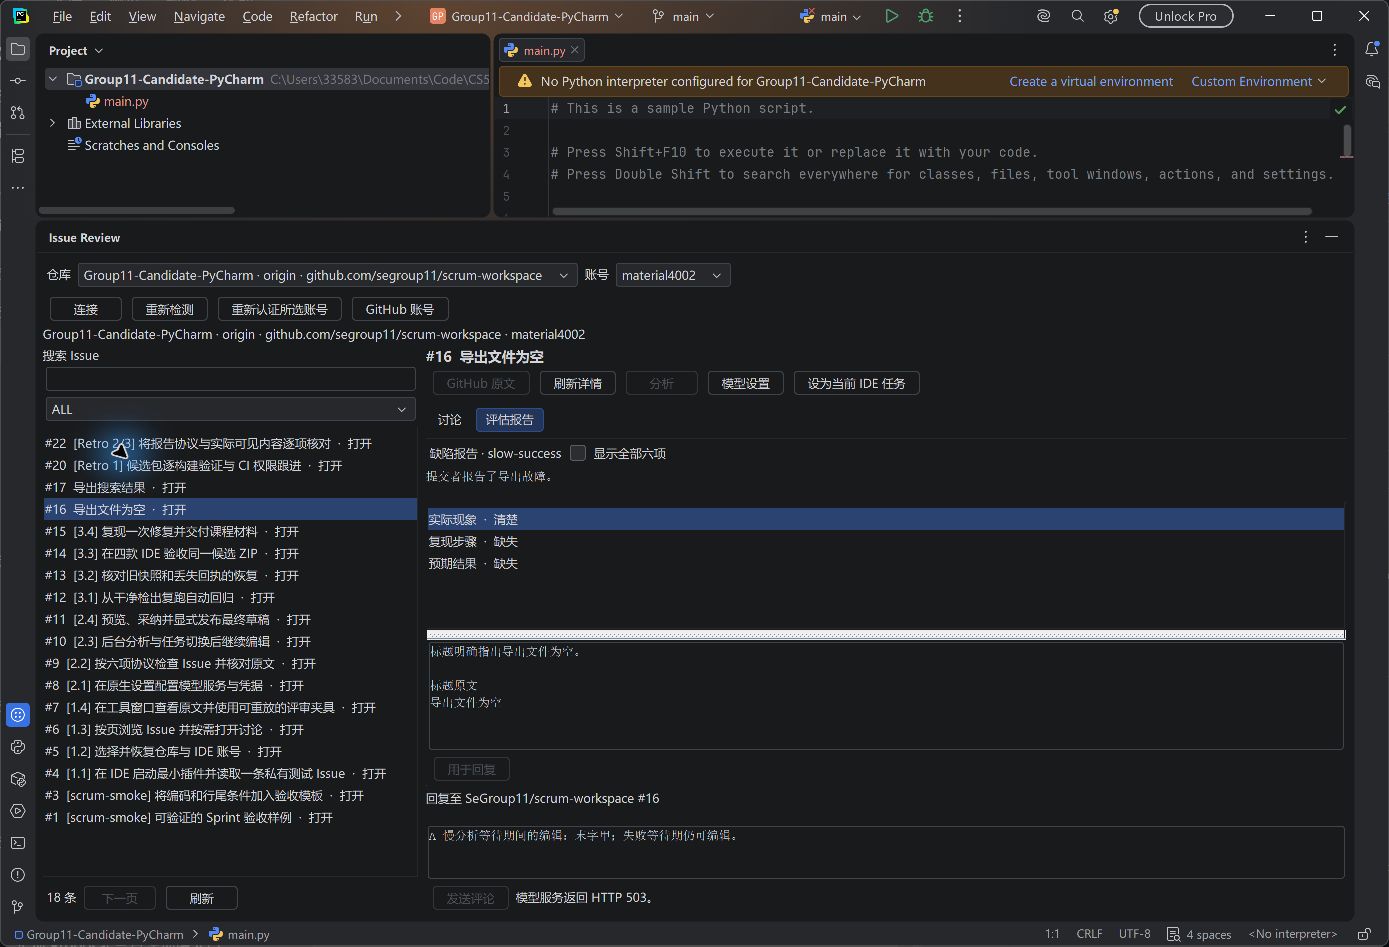 File Edit View Navigate Code Refactor Run GP Group11-Candidate-PyCharm main main Unlock Pro
Project
main.py
Group11-Candidate-PyCharm C:\Users\33583\Documents\Code\CS5
main.py
External Libraries
Scratches and Consoles
No Python interpreter configured for Group11-Candidate-PyCharm Create a virtual environment Custom Environment
1 # This is a sample Python script.
2
3 # Press Shift+F10 to execute it or replace it with your code.
4 # Press Double Shift to search everywhere for classes, files, tool windows, actions, and settings.
5
Issue Review
仓库 Group11-Candidate-PyCharm · origin · github.com/segroup11/scrum-workspace 账号 material4002
连接 重新检测 重新认证所选账号 GitHub 账号
Group11-Candidate-PyCharm · origin · github.com/segroup11/scrum-workspace · material4002
搜索 Issue
ALL
#22 [Retro 2/3] 将报告协议与实际可见内容逐项核对 · 打开
#20 [Retro 1] 候选包逐构建验证与 CI 权限跟进 · 打开
#17 导出搜索结果 · 打开
#16 导出文件为空 · 打开
#15 [3.4] 复现一次修复并交付课程材料 · 打开
#14 [3.3] 在四款 IDE 验收同一候选 ZIP · 打开
#13 [3.2] 核对旧快照和丢失回执的恢复 · 打开
#12 [3.1] 从干净检出复跑自动回归 · 打开
#11 [2.4] 预览、采纳并显式发布最终草稿 · 打开
#10 [2.3] 后台分析与任务切换后继续编辑 · 打开
#9 [2.2] 按六项协议检查 Issue 并核对原文 · 打开
#8 [2.1] 在原生设置配置模型服务与凭据 · 打开
#7 [1.4] 在工具窗口查看原文并使用可重放的评审夹具 · 打开
#6 [1.3] 按页浏览 Issue 并按需打开讨论 · 打开
#5 [1.2] 选择并恢复仓库与 IDE 账号 · 打开
#4 [1.1] 在 IDE 启动最小插件并读取一条私有测试 Issue · 打开
#3 [scrum-smoke] 将编码和行尾条件加入验收模板 · 打开
#1 [scrum-smoke] 可验证的 Sprint 验收样例 · 打开
18 条 下一页 刷新
#16 导出文件为空
GitHub 原文 刷新详情 分析 模型设置 设为当前 IDE 任务
讨论 评估报告
缺陷报告 · slow-success 显示全部六项
提交者报告了导出故障。
实际现象 · 清楚
复现步骤 · 缺失
预期结果 · 缺失
标题明确指出导出文件为空。
标题原文
导出文件为空
用于回复
回复至 SeGroup11/scrum-workspace #16
A 慢分析等待期间的编辑；未字甲；失败等待期仍可编辑。
发送评论 模型服务返回 HTTP 503。
Group11-Candidate-PyCharm main.py 1:1 CRLF UTF-8 4 spaces <No interpreter>